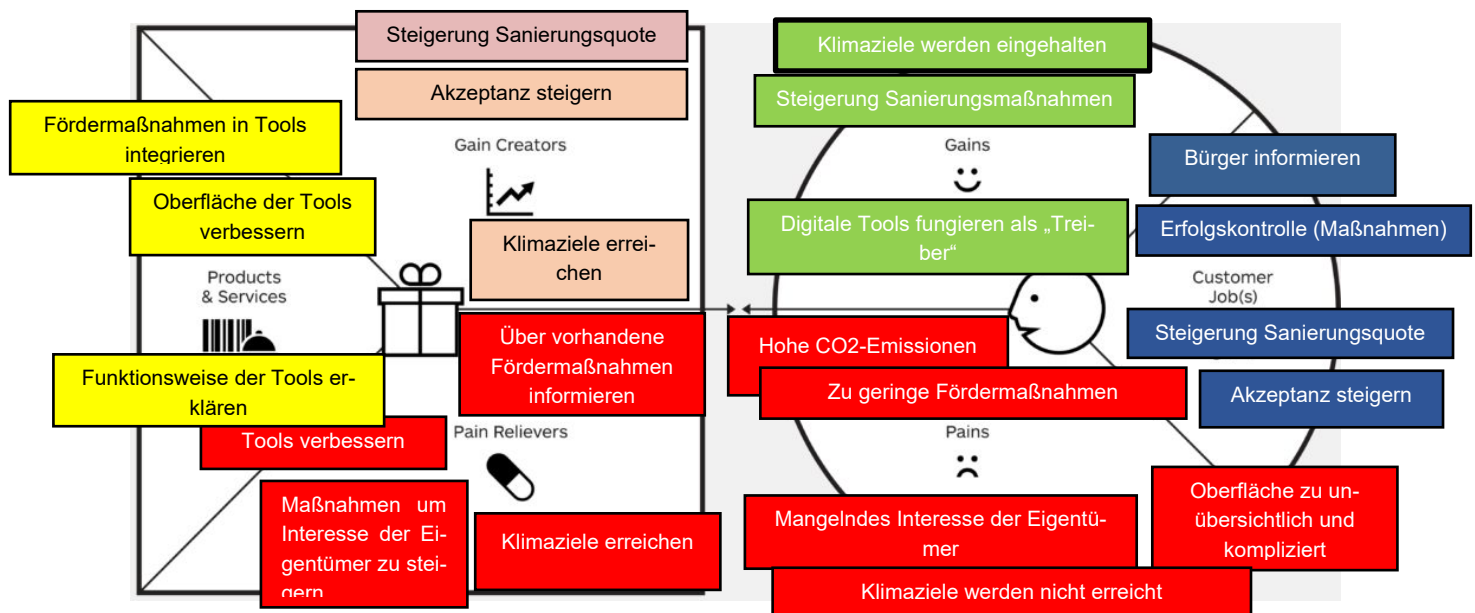 Steigerung Sanierungsquote
Akzeptanz steigern
Fördermaßnahmen in Tools
integrieren
Gain Creators
Oberfläche der Tools
verbessern
Klimaziele errei-
chen
Products
& Services
Über vorhandene
Fördermaßnahmen
informieren
Funktionsweise der Tools er-
klären
Tools verbessern
Pain Relievers
Maßnahmen um
Interesse der Ei-
gentümer zu stei-
gern
Klimaziele erreichen
Klimaziele werden eingehalten
Steigerung Sanierungsmaßnahmen
Gains
Bürger informieren
Digitale Tools fungieren als „Trei-
ber“
Erfolgskontrolle (Maßnahmen)
Customer
Job(s)
Steigerung Sanierungsquote
Hohe CO2-Emissionen
Zu geringe Fördermaßnahmen
Akzeptanz steigern
Pains
Oberfläche zu un-
übersichtlich und
kompliziert
Mangelndes Interesse der Eigentü-
mer
Klimaziele werden nicht erreicht